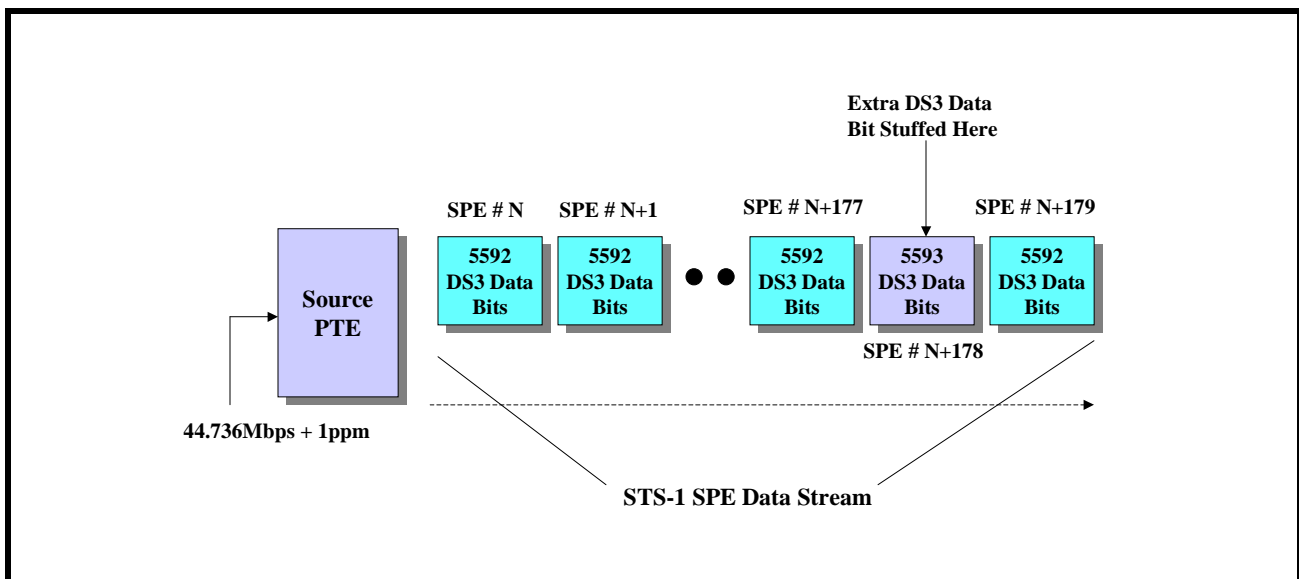 Extra DS3 Data
Bit Stuffed Here
SPE # N
SPE # N+1
SPE # N+177
SPE # N+179
Source
PTE
5592
DS3 Data
Bits
5592
DS3 Data
Bits
5592
DS3 Data
Bits
5593
DS3 Data
Bits
5592
DS3 Data
Bits
SPE # N+178
44.736Mbps + 1ppm
STS-1 SPE Data Stream